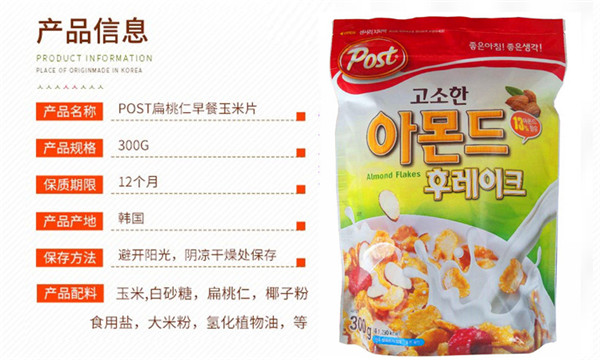 产品信息
PRODUCT INFORMATION
PLACE OF ORIGINMADE IN KOREA
产品名称 POST扁桃仁早餐玉米片
产品规格 300G
保质期限 12个月
产品产地 韩国
保存方法 避开阳光，阴凉干燥处保存
产品配料 玉米,白砂糖，扁桃仁，椰子粉
食用盐，大米粉，氢化植物油，等
Post
좋은아침! 좋은생각!
고소한
아몬드
13%
Almond Flakes
후레이크
300g